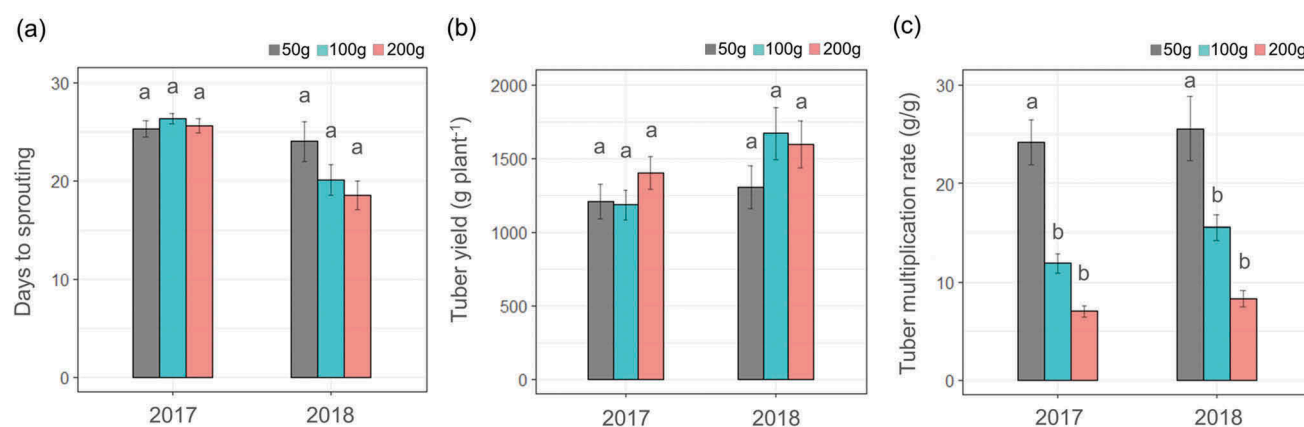 (a)
50g 100g 200g
Days to sprouting
30
20
10
0
a a a
a a a
2017 2018
(b)
50g 100g 200g
Tuber yield (g plant⁻¹)
2000
1500
1000
500
0
a a a
a a a
2017 2018
(c)
50g 100g 200g
Tuber multiplication rate (g/g)
30
20
10
0
a b b
a b b
2017 2018